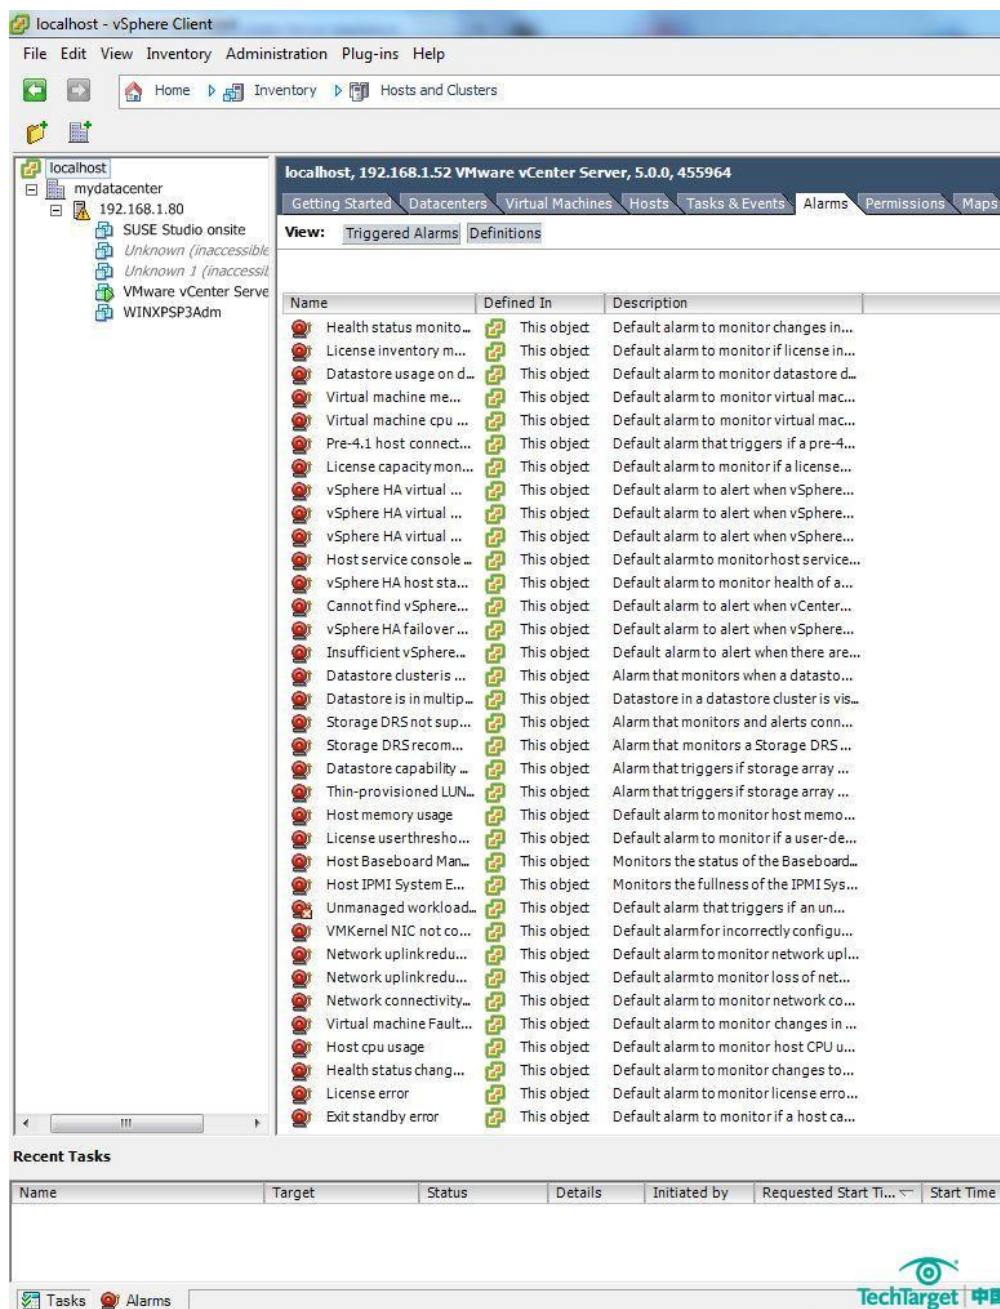 localhost - vSphere Client
File Edit View Inventory Administration Plug-ins Help
Home Inventory Hosts and Clusters
localhost
mydatacenter
192.168.1.80
SUSE Studio onsite
Unknown (inaccessible
Unknown 1 (inaccessil
VMware vCenter Serve
WINXPSP3Adm
localhost, 192.168.1.52 VMware vCenter Server, 5.0.0, 455964
Getting Started Datacenters Virtual Machines Hosts Tasks & Events Alarms Permissions Maps
View: Triggered Alarms Definitions
Name Defined In Description
Health status monito... This object Default alarm to monitor changes in...
License inventory m... This object Default alarm to monitor if license in...
Datastore usage on d... This object Default alarm to monitor datastore d...
Virtual machine me... This object Default alarm to monitor virtual mac...
Virtual machine cpu ... This object Default alarm to monitor virtual mac...
Pre-4.1 host connect... This object Default alarm that triggers if a pre-4...
License capacity mon... This object Default alarm to monitor if a license...
vSphere HA virtual ... This object Default alarm to alert when vSphere...
vSphere HA virtual ... This object Default alarm to alert when vSphere...
vSphere HA virtual ... This object Default alarm to alert when vSphere...
Host service console ... This object Default alarm to monitor host service...
vSphere HA host sta... This object Default alarm to monitor health of a...
Cannot find vSphere... This object Default alarm to alert when vCenter...
vSphere HA failover ... This object Default alarm to alert when vSphere...
Insufficient vSphere... This object Default alarm to alert when there are...
Datastore cluster is ... This object Alarm that monitors when a datasto...
Datastore is in multip... This object Datastore in a datastore cluster is vis...
Storage DRS not sup... This object Alarm that monitors and alerts conn...
Storage DRS recom... This object Alarm that monitors a Storage DRS ...
Datastore capability ... This object Alarm that triggers if storage array ...
Thin-provisioned LUN... This object Alarm that triggers if storage array ...
Host memory usage This object Default alarm to monitor host memo...
License user thresho... This object Default alarm to monitor if a user-de...
Host Baseboard Man... This object Monitors the status of the Baseboard...
Host IPMI System E... This object Monitors the fullness of the IPMI Sys...
Unmanaged workload... This object Default alarm that triggers if an un...
VMKernel NIC not co... This object Default alarm for incorrectly configu...
Network uplink redu... This object Default alarm to monitor network upl...
Network uplink redu... This object Default alarm to monitor loss of net...
Network connectivity... This object Default alarm to monitor network co...
Virtual machine Fault... This object Default alarm to monitor changes in ...
Host cpu usage This object Default alarm to monitor host CPU u...
Health status chang... This object Default alarm to monitor changes to...
License error This object Default alarm to monitor license erro...
Exit standby error This object Default alarm to monitor if a host ca...
Recent Tasks
Name Target Status Details Initiated by Requested Start Ti... Start Time
Tasks Alarms
TechTarget 中